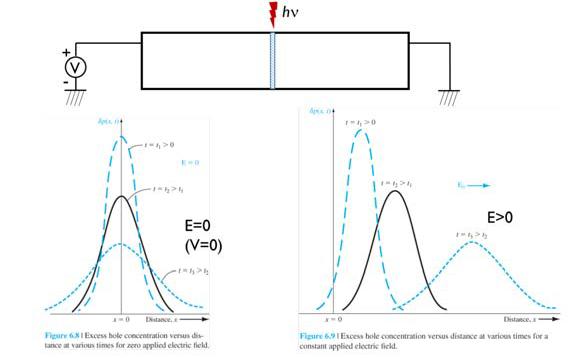 hν
+
V
-
δp(x, t)
t = t₁ > 0
E = 0
t = t₂ > t₁
E=0
(V=0)
t = t₃ > t₂
x = 0
Distance, x
Figure 6.8 | Excess hole concentration versus dis-
tance at various times for zero applied electric field.
δp(x, t)
t = t₁ > 0
t = t₂ > t₁
E₀
E>0
t = t₃ > t₂
x = 0
Distance, x
Figure 6.9 | Excess hole concentration versus distance at various times for a
constant applied electric field.